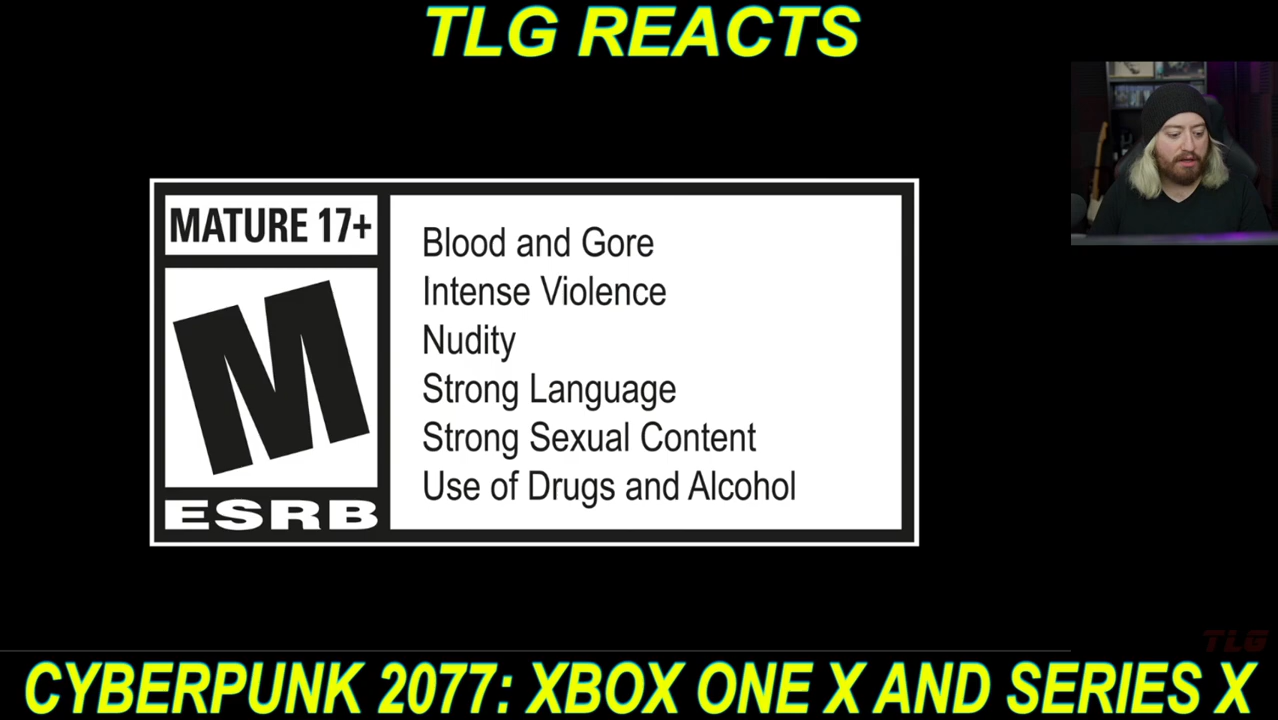 TLG REACTS
MATURE 17+
M
ESRB
Blood and Gore
Intense Violence
Nudity
Strong Language
Strong Sexual Content
Use of Drugs and Alcohol
TLG
CYBERPUNK 2077: XBOX ONE X AND SERIES X